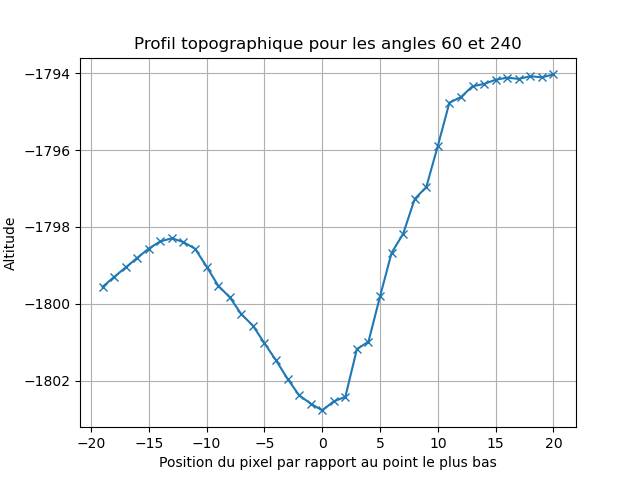 Profil topographique pour les angles 60 et 240
−1794
−1796
−1798
−1800
−1802
Altitude
−20 −15 −10 −5 0 5 10 15 20
Position du pixel par rapport au point le plus bas